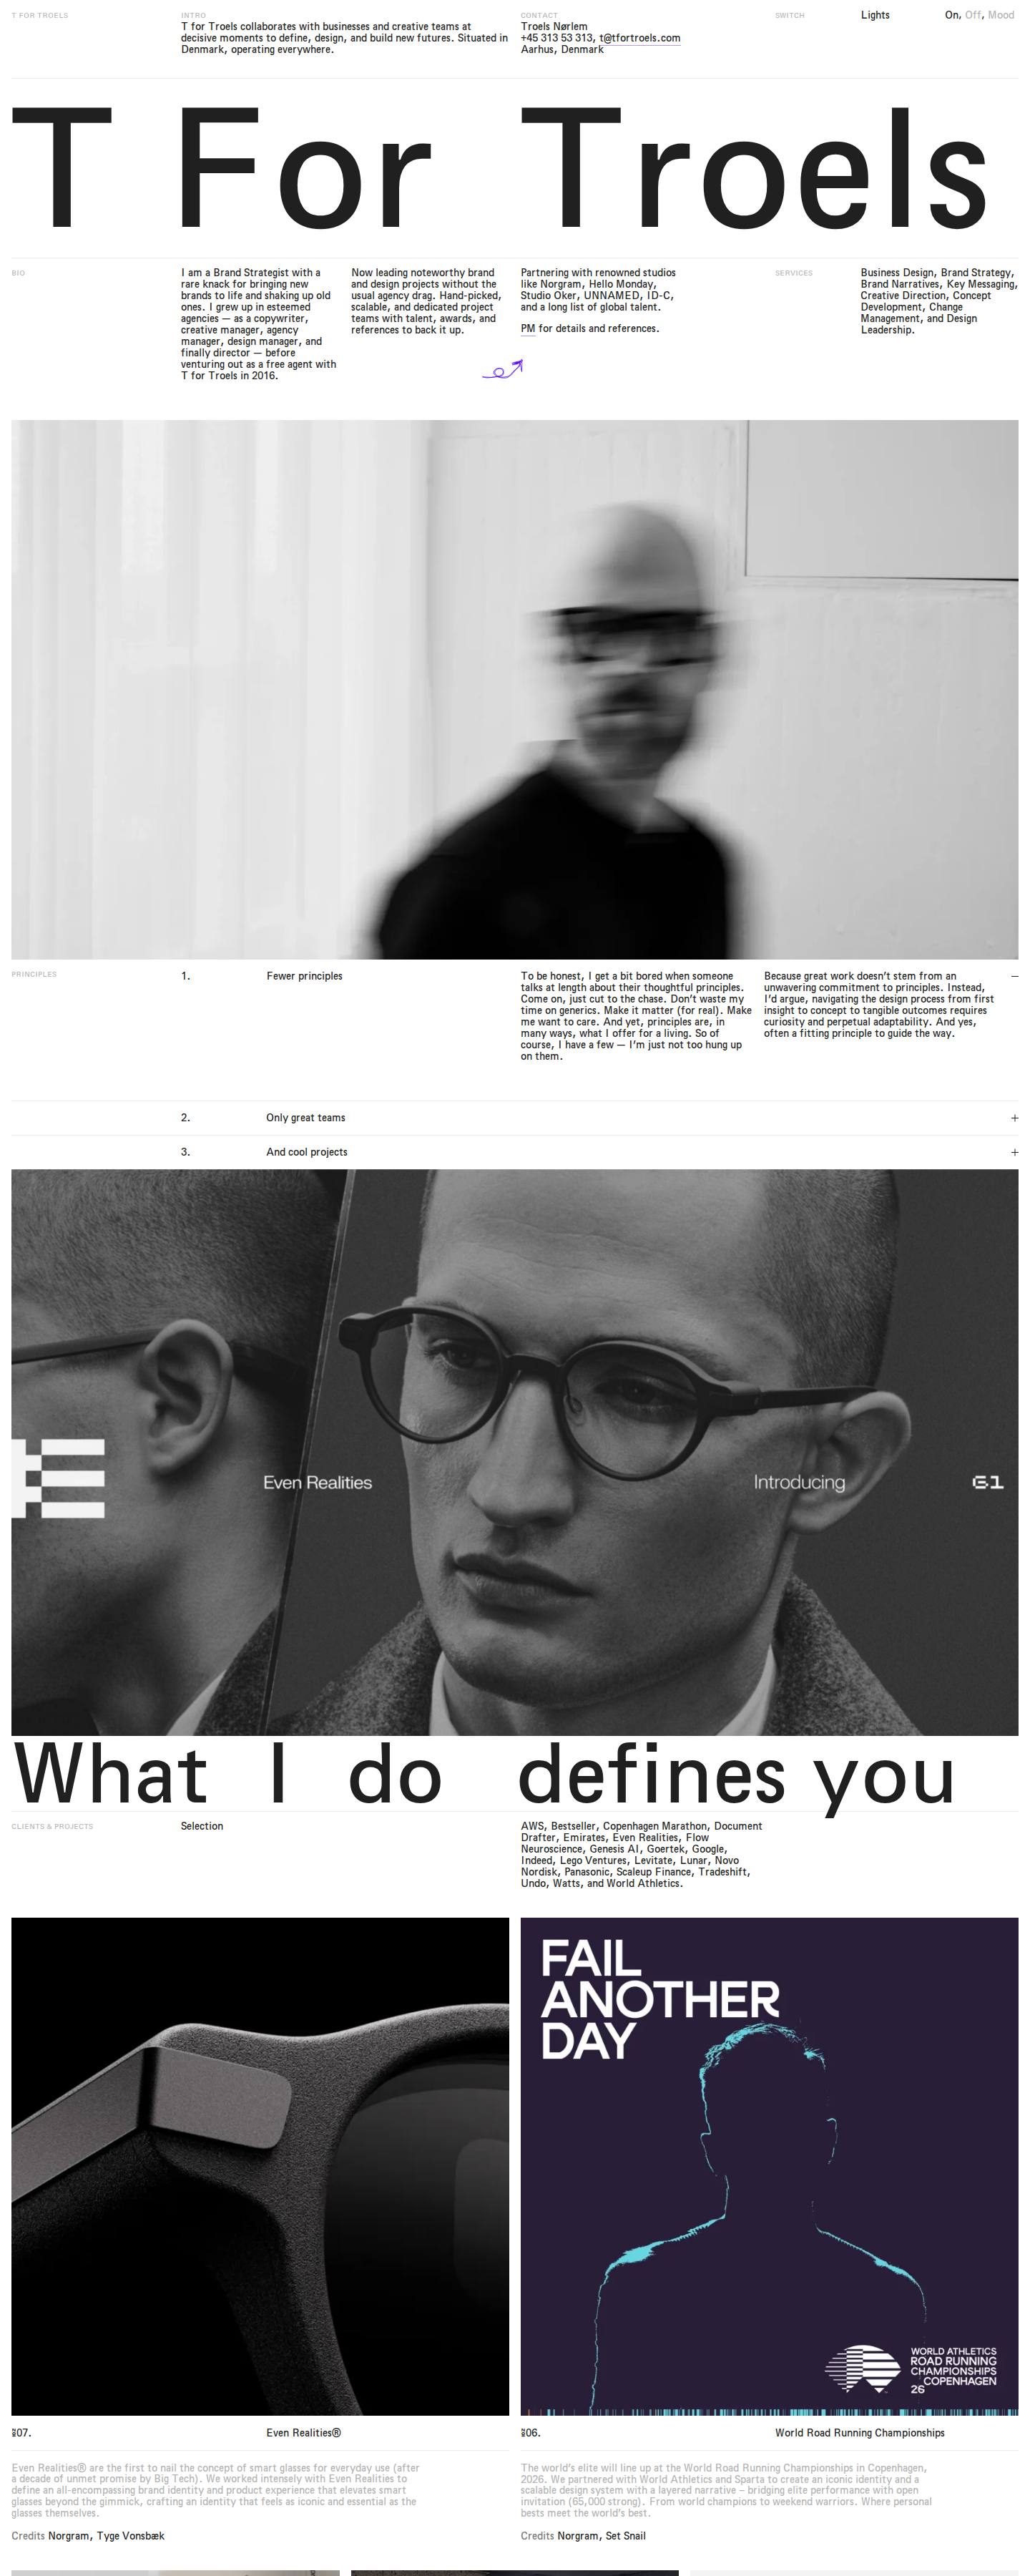 T FOR TROELS
INTRO
T for Troels collaborates with businesses and creative teams at
decisive moments to define, design, and build new futures. Situated in
Denmark, operating everywhere.
CONTACT
Troels Nørlem
+45 313 53 313, t@tfortroels.com
Aarhus, Denmark
SWITCH
Lights
On, Off, Mood
T For Troels
BIO
I am a Brand Strategist with a
rare knack for bringing new
brands to life and shaking up old
ones. I grew up in esteemed
agencies — as a copywriter,
creative manager, agency
manager, design manager, and
finally director — before
venturing out as a free agent with
T for Troels in 2016.
Now leading noteworthy brand
and design projects without the
usual agency drag. Hand-picked,
scalable, and dedicated project
teams with talent, awards, and
references to back it up.
Partnering with renowned studios
like Norgram, Hello Monday,
Studio Oker, UNNAMED, ID-C,
and a long list of global talent.
PM for details and references.
SERVICES
Business Design, Brand Strategy,
Brand Narratives, Key Messaging,
Creative Direction, Concept
Development, Change
Management, and Design
Leadership.
PRINCIPLES
1.
Fewer principles
To be honest, I get a bit bored when someone
talks at length about their thoughtful principles.
Come on, just cut to the chase. Don't waste my
time on generics. Make it matter (for real). Make
me want to care. And yet, principles are, in
many ways, what I offer for a living. So of
course, I have a few — I'm just not too hung up
on them.
Because great work doesn't stem from an
unwavering commitment to principles. Instead,
I'd argue, navigating the design process from first
insight to concept to tangible outcomes requires
curiosity and perpetual adaptability. And yes,
often a fitting principle to guide the way.
–
2.
Only great teams
+
3.
And cool projects
+
Even Realities
Introducing
G1
What I do defines you
CLIENTS & PROJECTS
Selection
AWS, Bestseller, Copenhagen Marathon, Document
Drafter, Emirates, Even Realities, Flow
Neuroscience, Genesis AI, Goertek, Google,
Indeed, Lego Ventures, Levitate, Lunar, Novo
Nordisk, Panasonic, Scaleup Finance, Tradeshift,
Undo, Watts, and World Athletics.
FAIL
ANOTHER
DAY
WORLD ATHLETICS
ROAD RUNNING
CHAMPIONSHIPS
COPENHAGEN
26
07.
Even Realities®
Even Realities® are the first to nail the concept of smart glasses for everyday use (after
a decade of unmet promise by Big Tech). We worked intensely with Even Realities to
define an all-encompassing brand identity and product experience that elevates smart
glasses beyond the gimmick, crafting an identity that feels as iconic and essential as the
glasses themselves.
Credits Norgram, Tyge Vonsbæk
06.
World Road Running Championships
The world's elite will line up at the World Road Running Championships in Copenhagen,
2026. We partnered with World Athletics and Sparta to create an iconic identity and a
scalable design system with a layered narrative – bridging elite performance with open
invitation (65,000 strong). From world champions to weekend warriors. Where personal
bests meet the world's best.
Credits Norgram, Set Snail